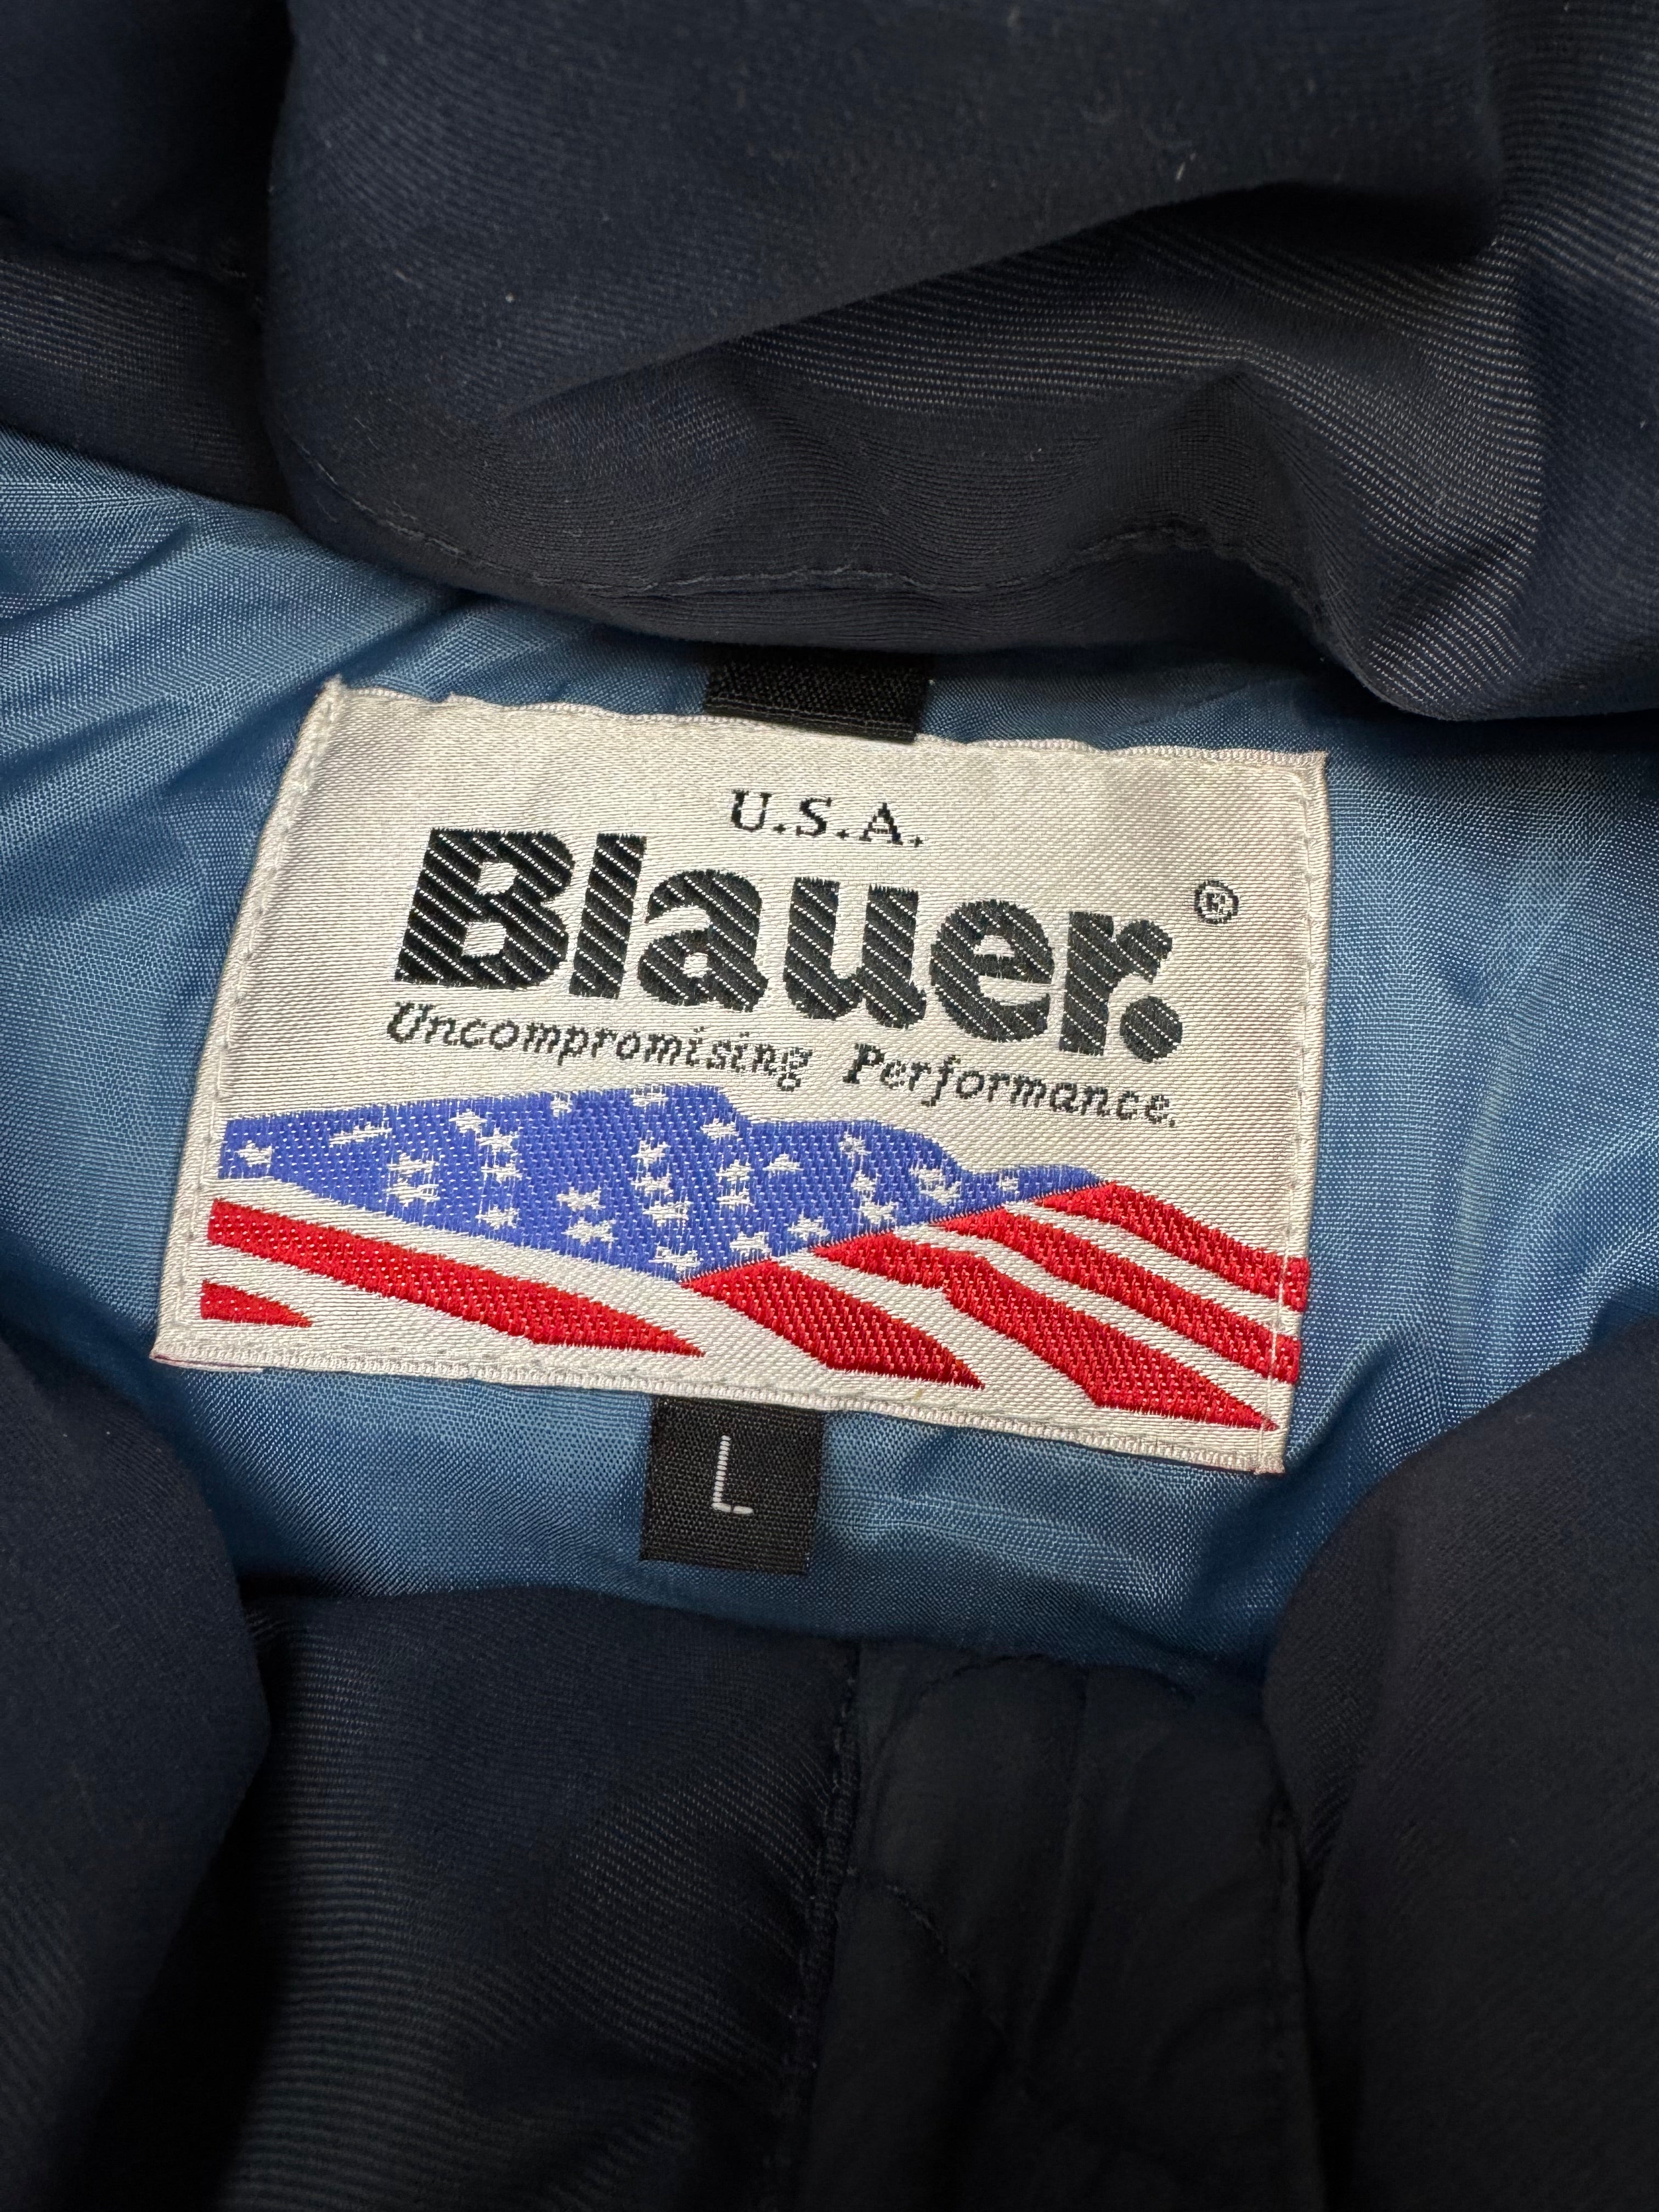 U.S.A.
Blauer.®
Uncompromising Performance.
L